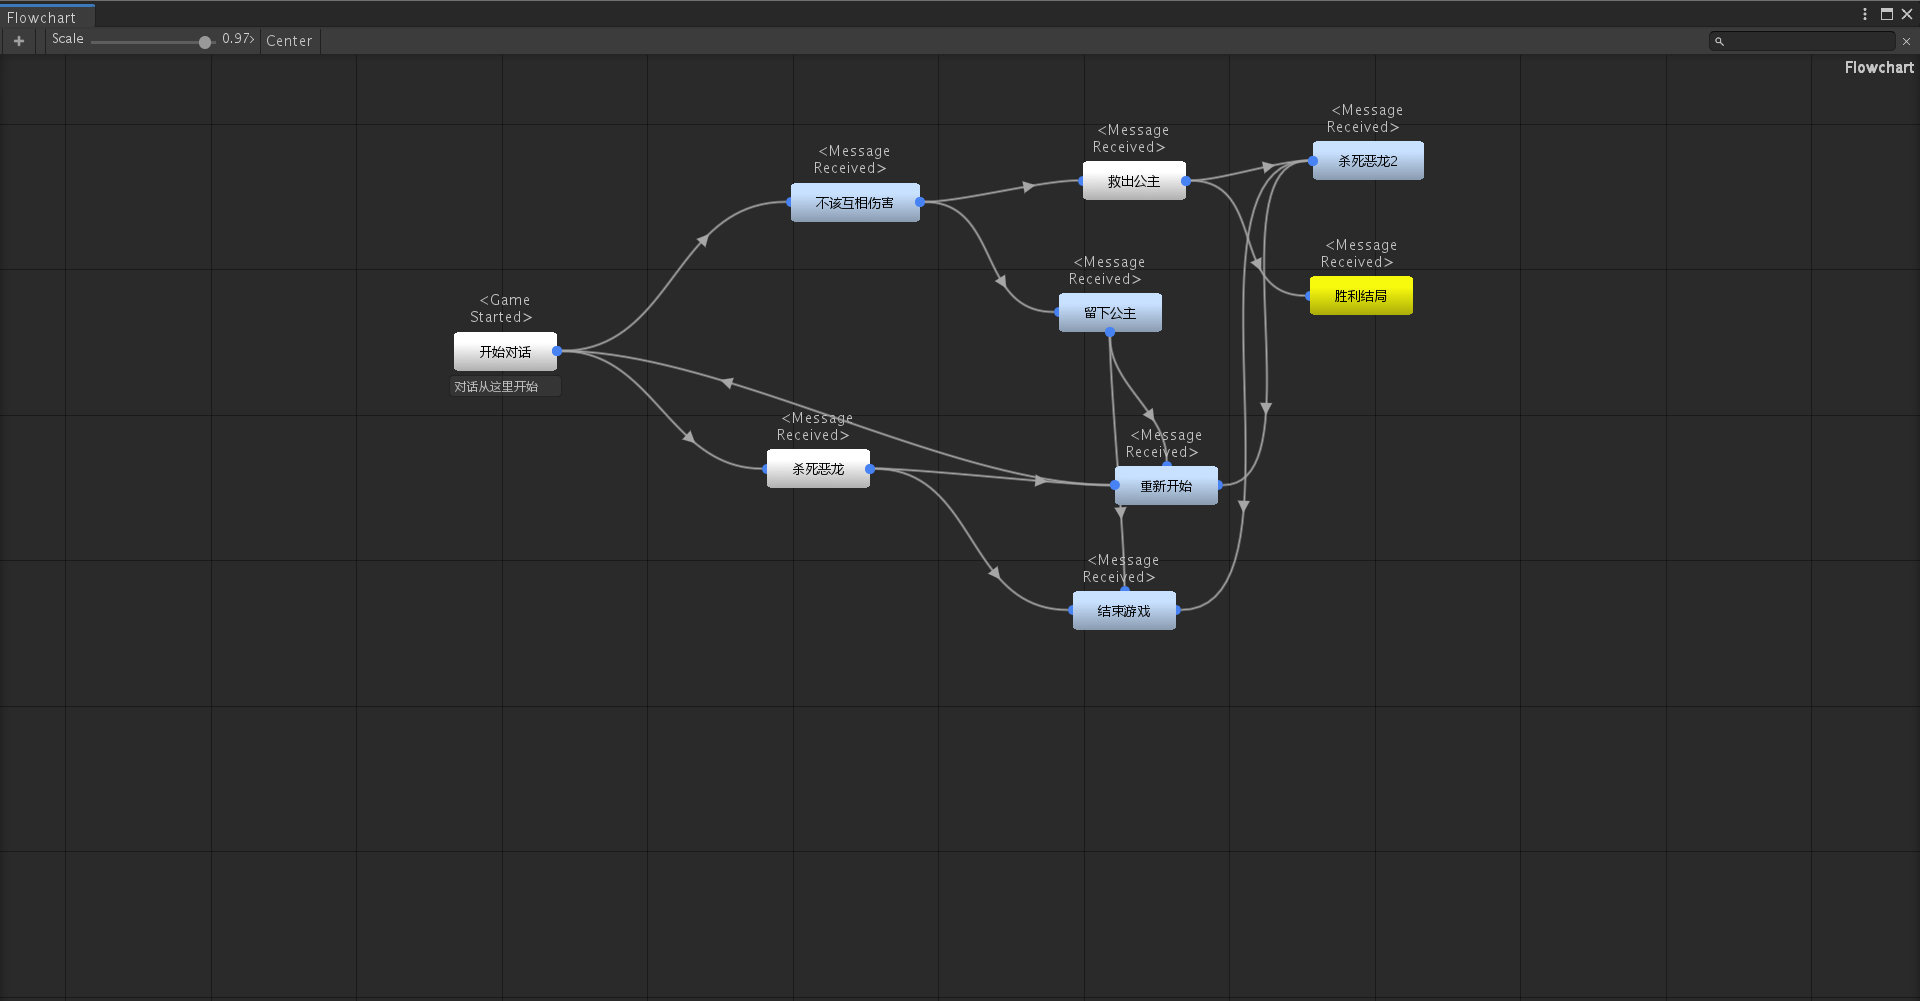 Flowchart
Scale
0.97x
Center
Flowchart
<Message
Received>
杀死恶龙2
<Message
Received>
救出公主
<Message
Received>
不该互相伤害
<Message
Received>
胜利结局
<Message
Received>
留下公主
<Game
Started>
开始对话
对话从这里开始
<Message
Received>
杀死恶龙
<Message
Received>
重新开始
<Message
Received>
结束游戏